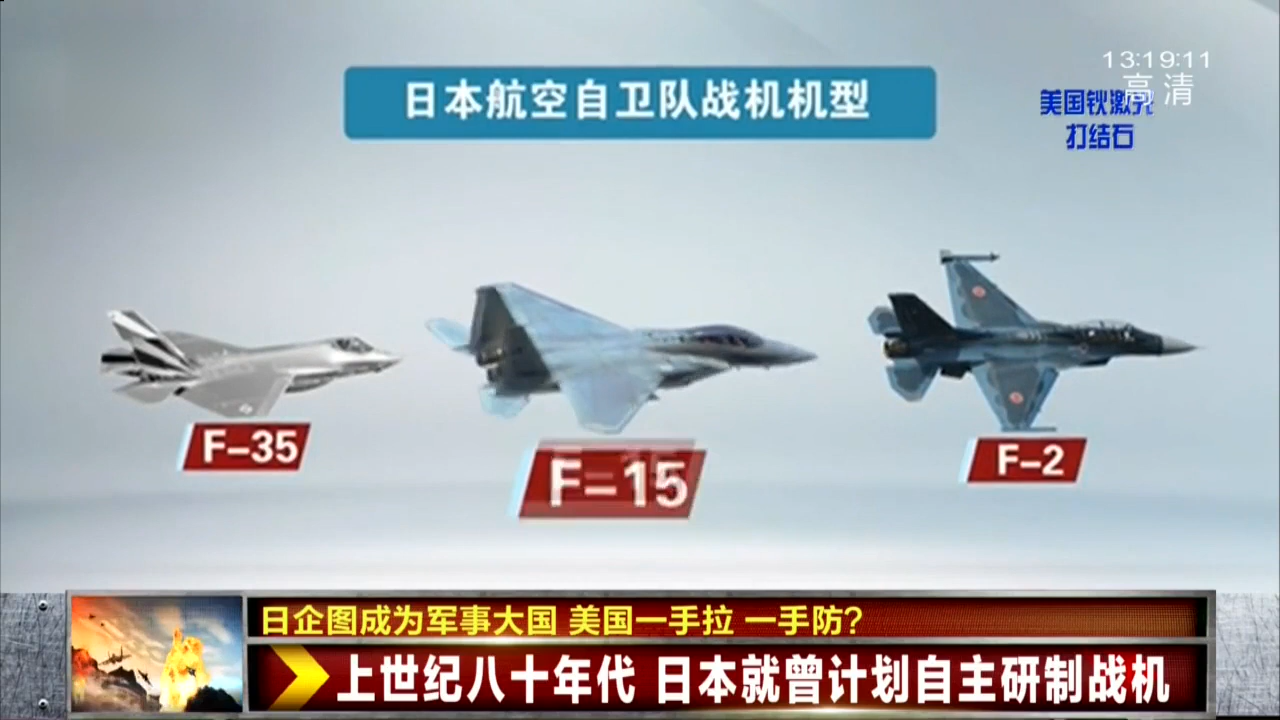 13:19:11
高清
日本航空自卫队战机机型
美国钬激光
打结石
F-35
F-15
F-2
日企图成为军事大国 美国一手拉 一手防?
上世纪八十年代 日本就曾计划自主研制战机